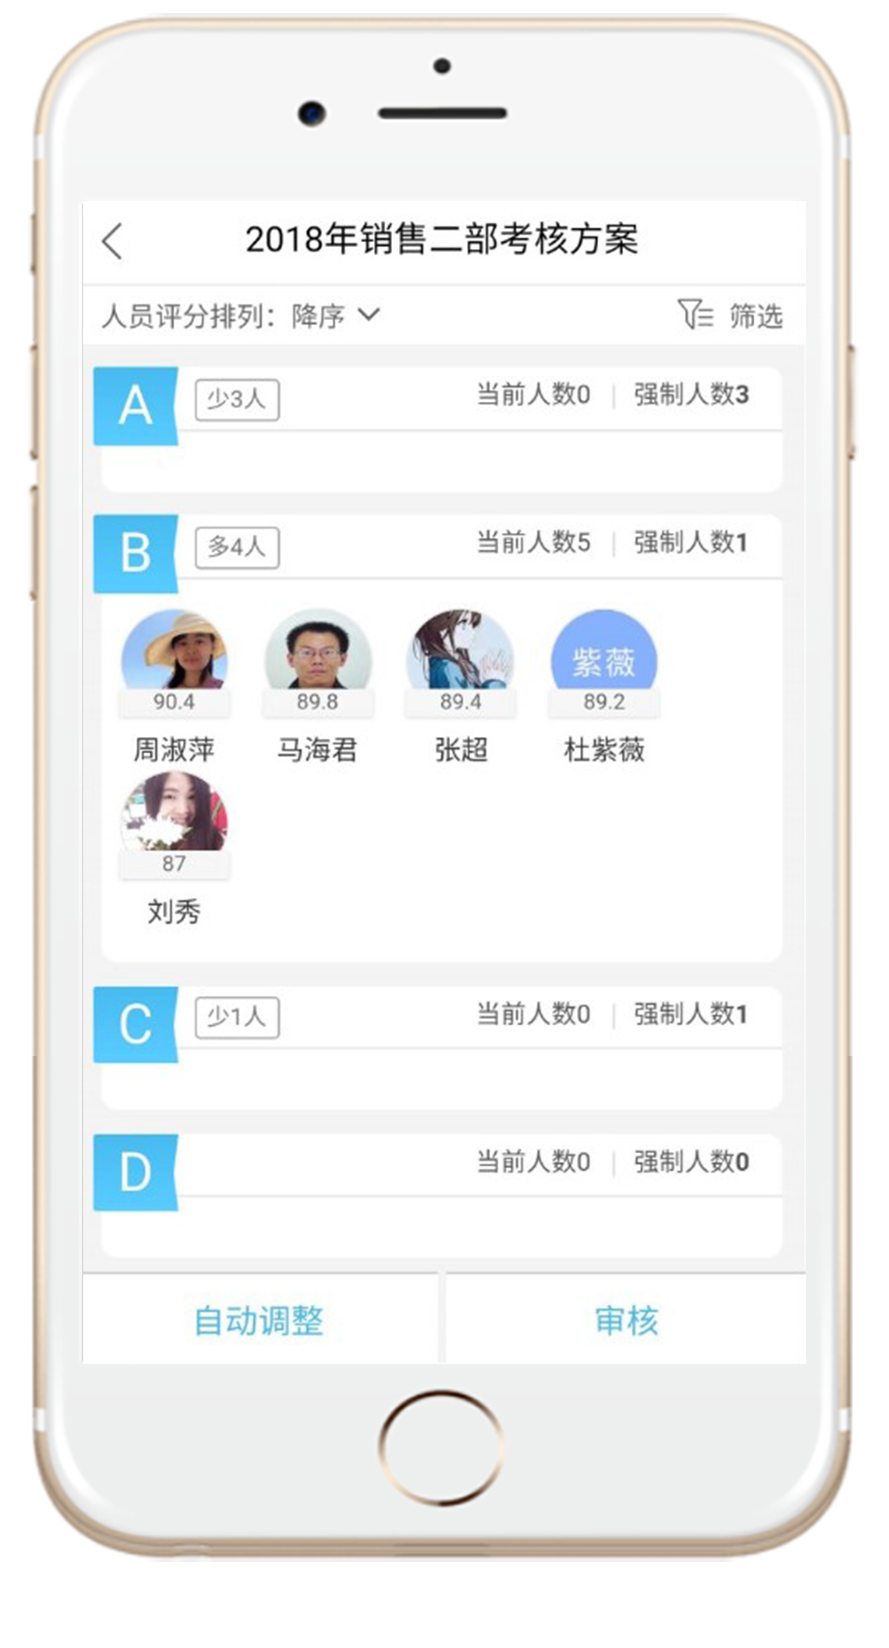 2018年销售二部考核方案
人员评分排列：降序 筛选
A 少3人 当前人数0 强制人数3
B 多4人 当前人数5 强制人数1
紫薇
90.4 89.8 89.4 89.2
周淑萍 马海君 张超 杜紫薇
87
刘秀
C 少1人 当前人数0 强制人数1
D 当前人数0 强制人数0
自动调整 审核